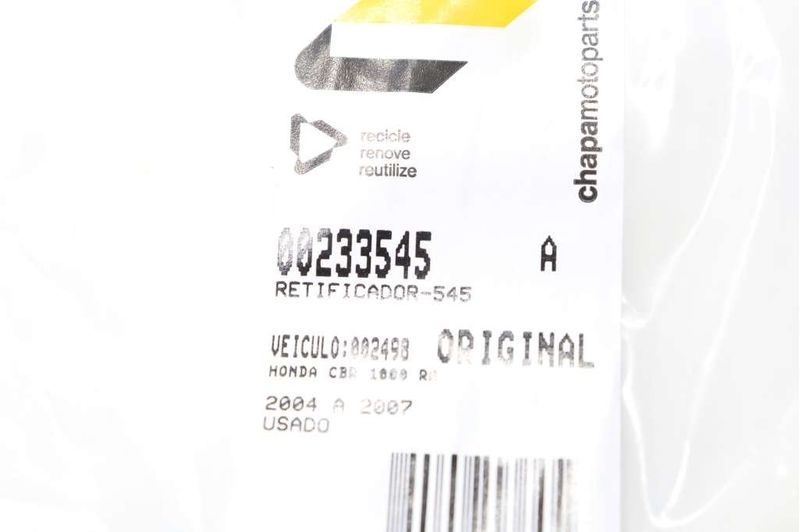 chapamotoparts
recicle
renove
reutilize
00233545 A
RETIFICADOR-545
VEICULO:002498 ORIGINAL
HONDA CBR 1000 RR
2004 A 2007
USADO